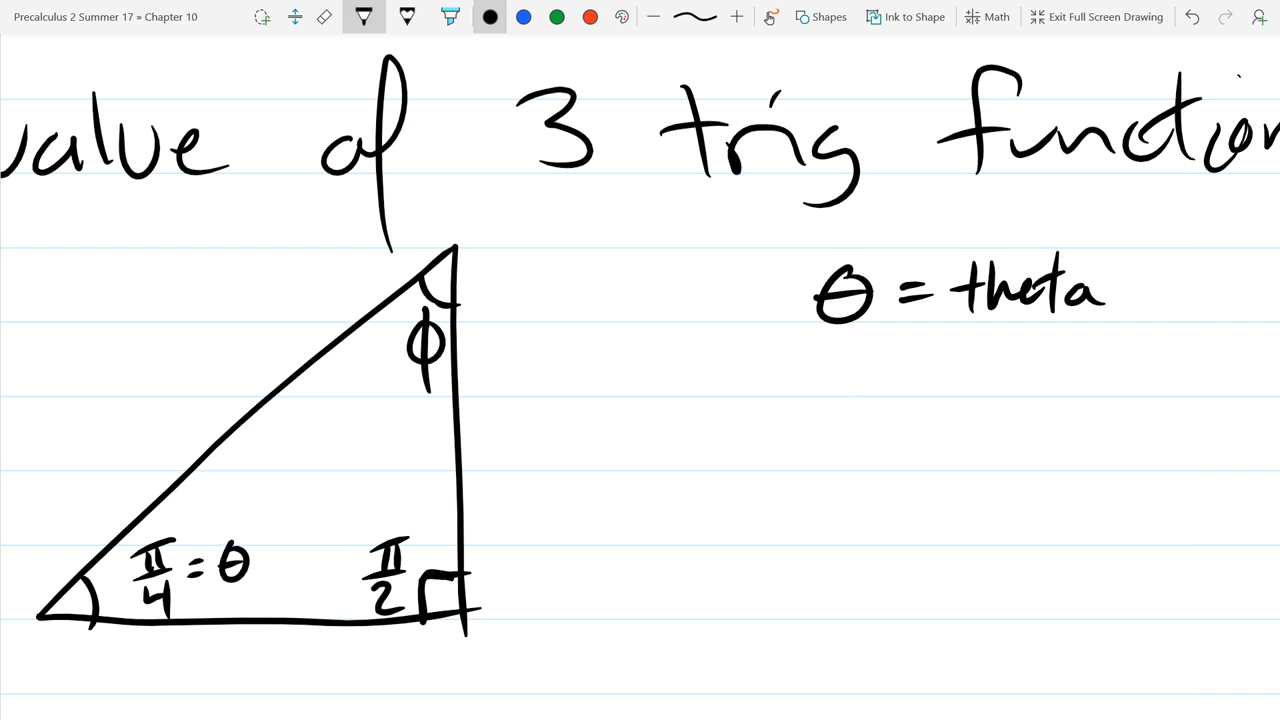 Precalculus 2 Summer 17 » Chapter 10
Shapes
Ink to Shape
Math
Exit Full Screen Drawing
value of 3 trig function
θ = theta
ϕ
π/4 = θ
π/2